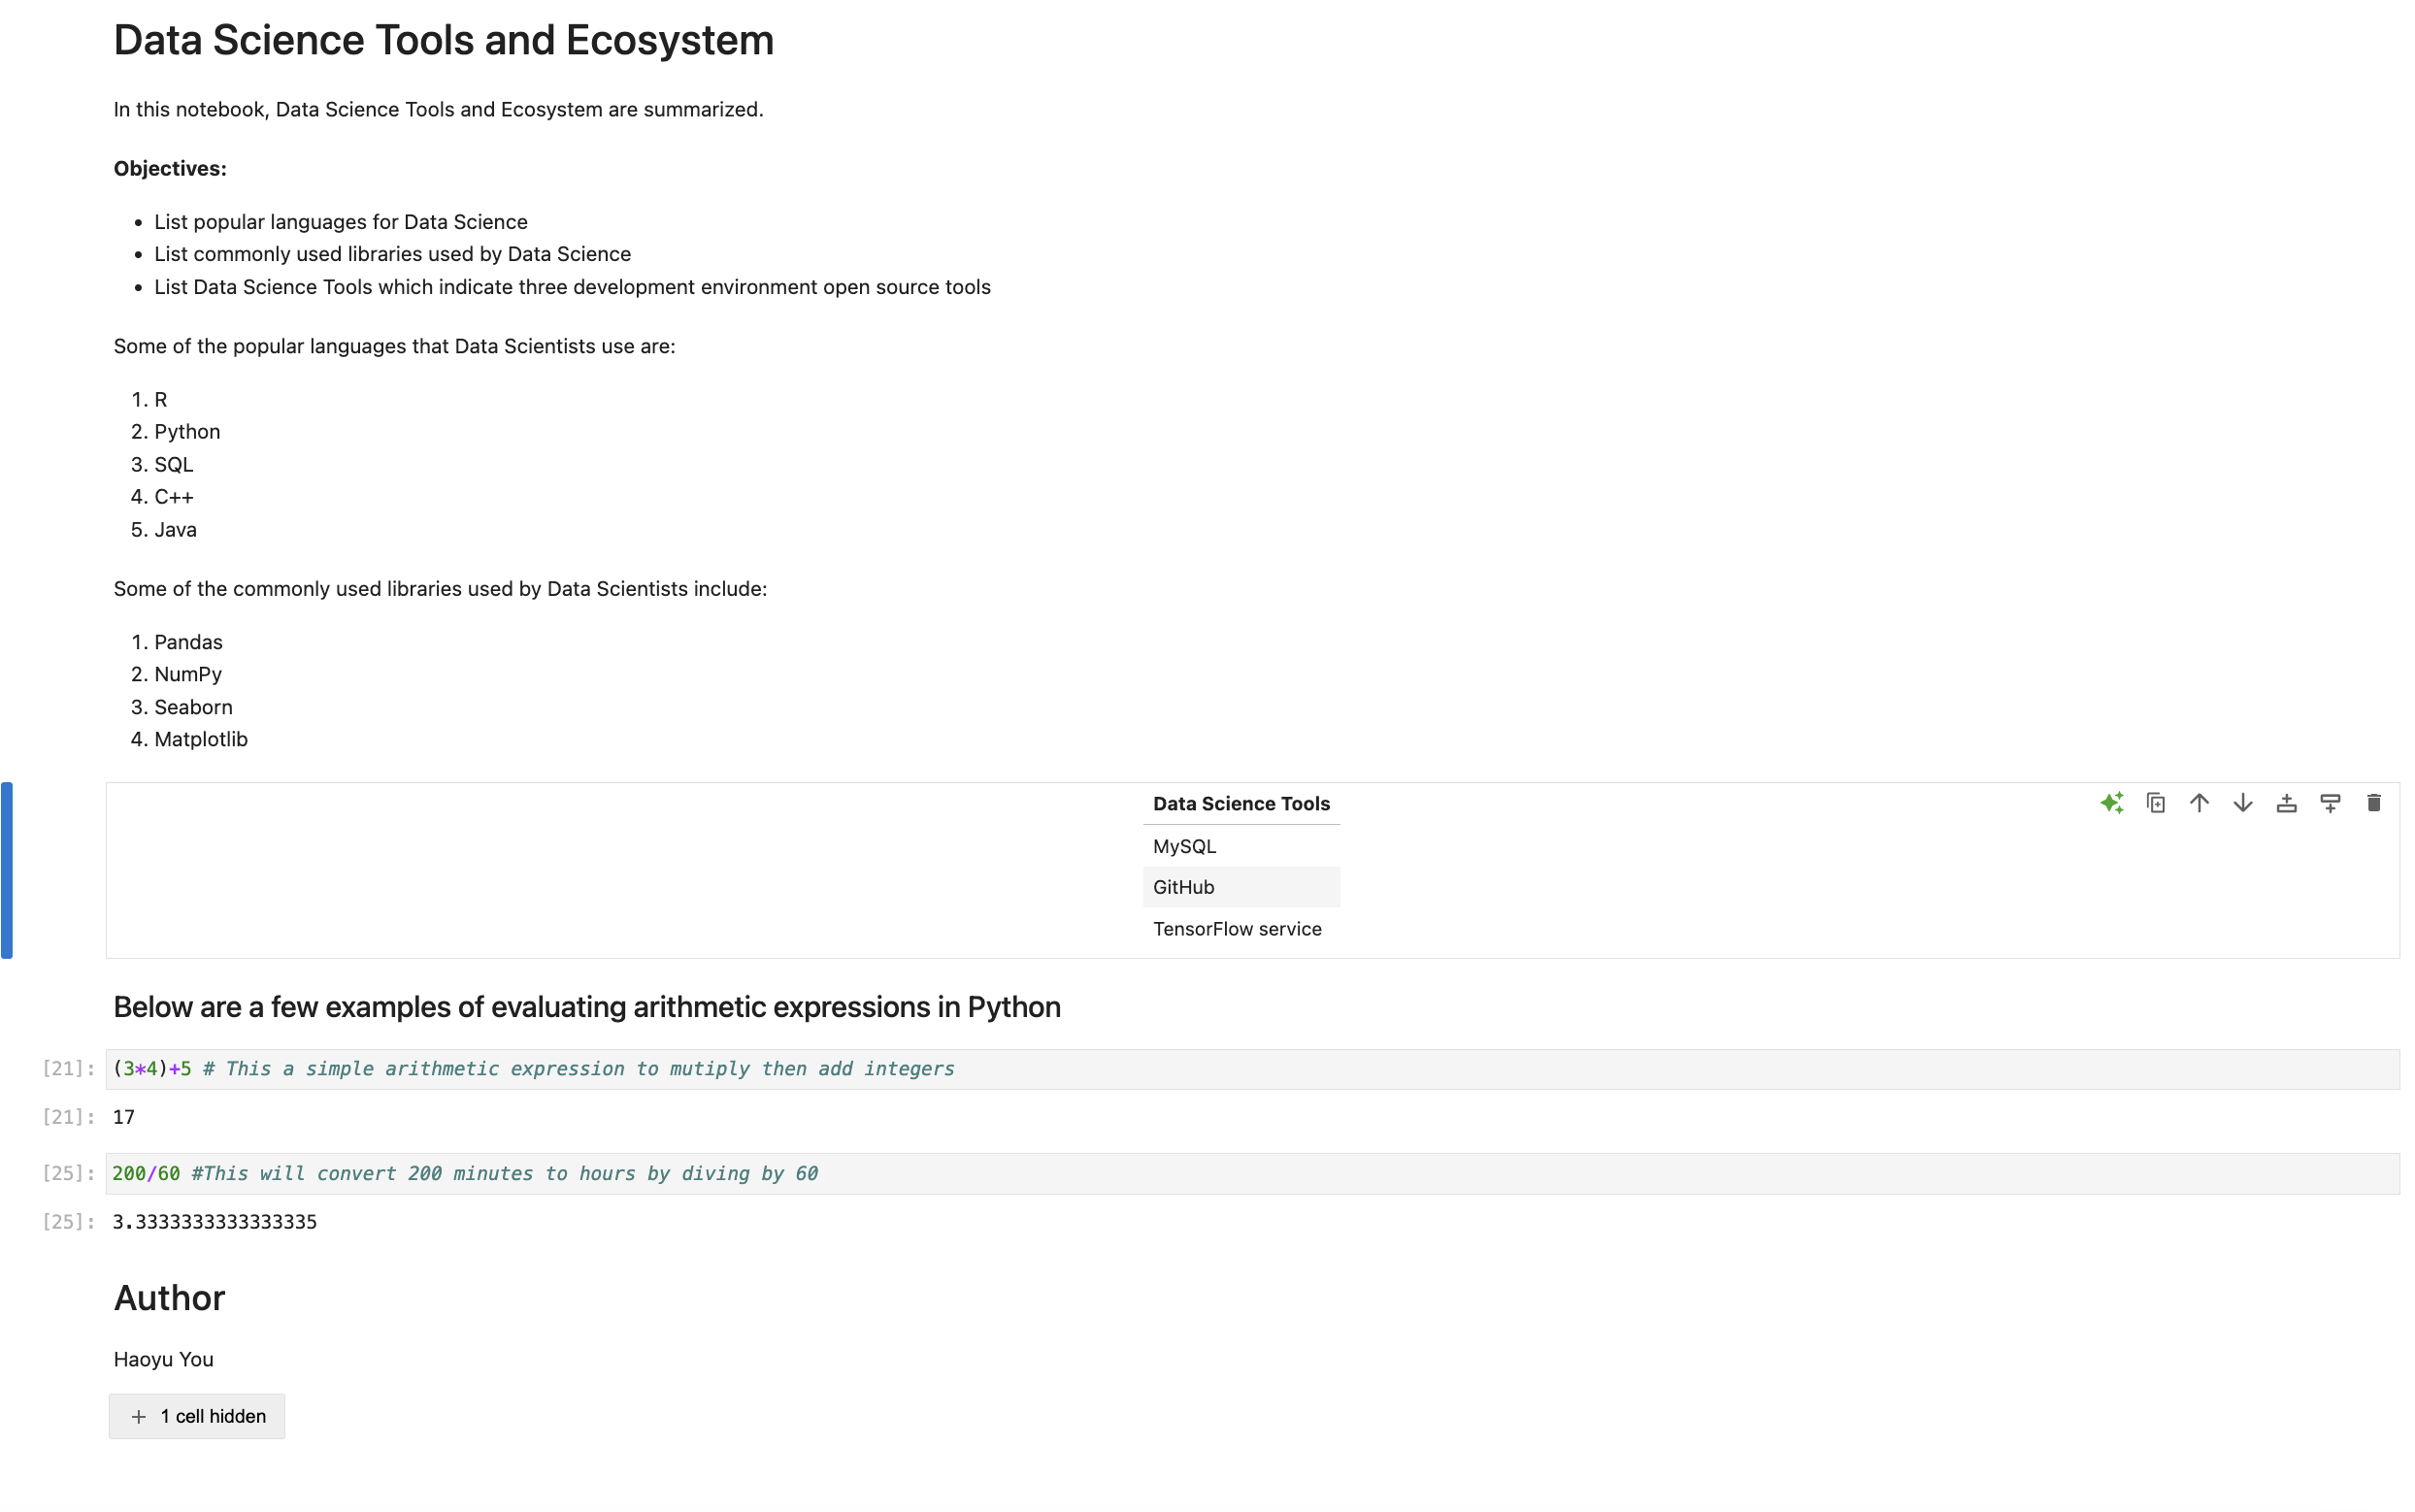 Data Science Tools and Ecosystem
In this notebook, Data Science Tools and Ecosystem are summarized.
Objectives:
• List popular languages for Data Science
• List commonly used libraries used by Data Science
• List Data Science Tools which indicate three development environment open source tools
Some of the popular languages that Data Scientists use are:
1. R
2. Python
3. SQL
4. C++
5. Java
Some of the commonly used libraries used by Data Scientists include:
1. Pandas
2. NumPy
3. Seaborn
4. Matplotlib
Data Science Tools
MySQL
GitHub
TensorFlow service
Below are a few examples of evaluating arithmetic expressions in Python
[21]: (3*4)+5 # This a simple arithmetic expression to mutiply then add integers
[21]: 17
[25]: 200/60 #This will convert 200 minutes to hours by diving by 60
[25]: 3.3333333333333335
Author
Haoyu You
+ 1 cell hidden